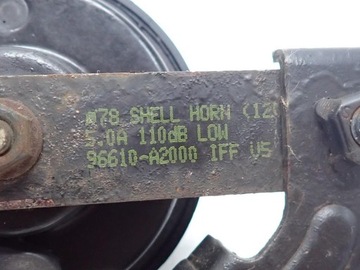 ø78 SHELL HORN (12
5.0A 110dB LOW
96610-A2000 IFF V5